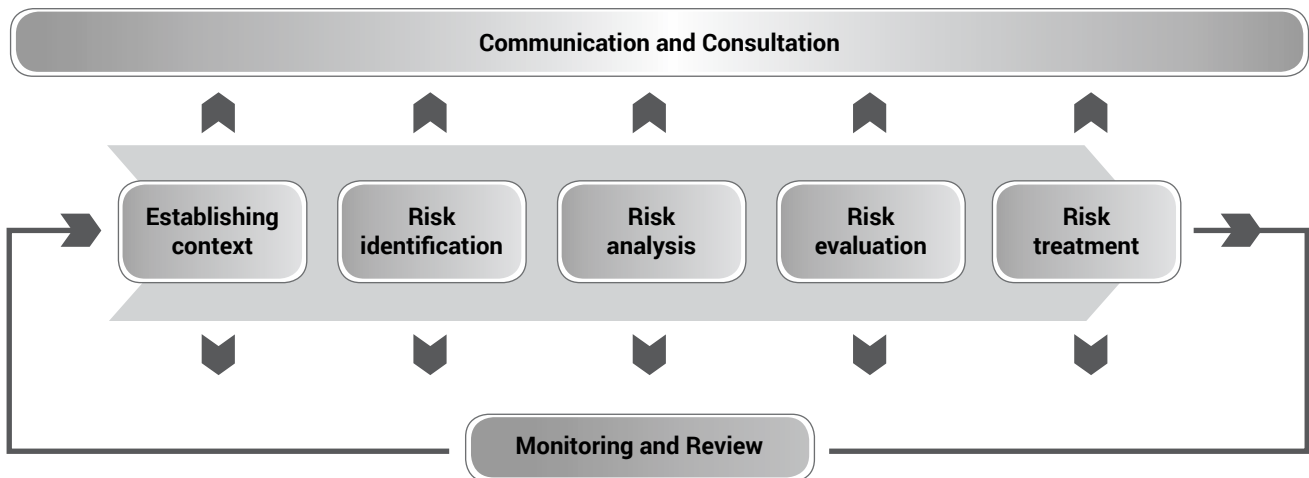 Communication and Consultation
Establishing
context
Risk
identification
Risk
analysis
Risk
evaluation
Risk
treatment
Monitoring and Review